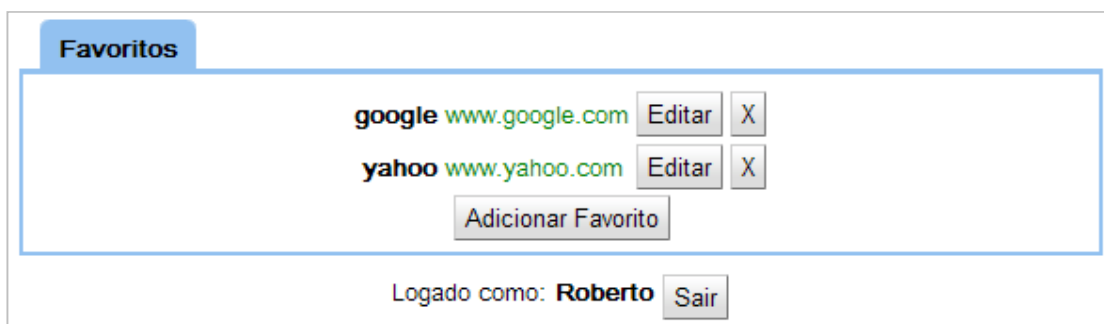 Favoritos
google www.google.com Editar X
yahoo www.yahoo.com Editar X
Adicionar Favorito
Logado como: Roberto Sair